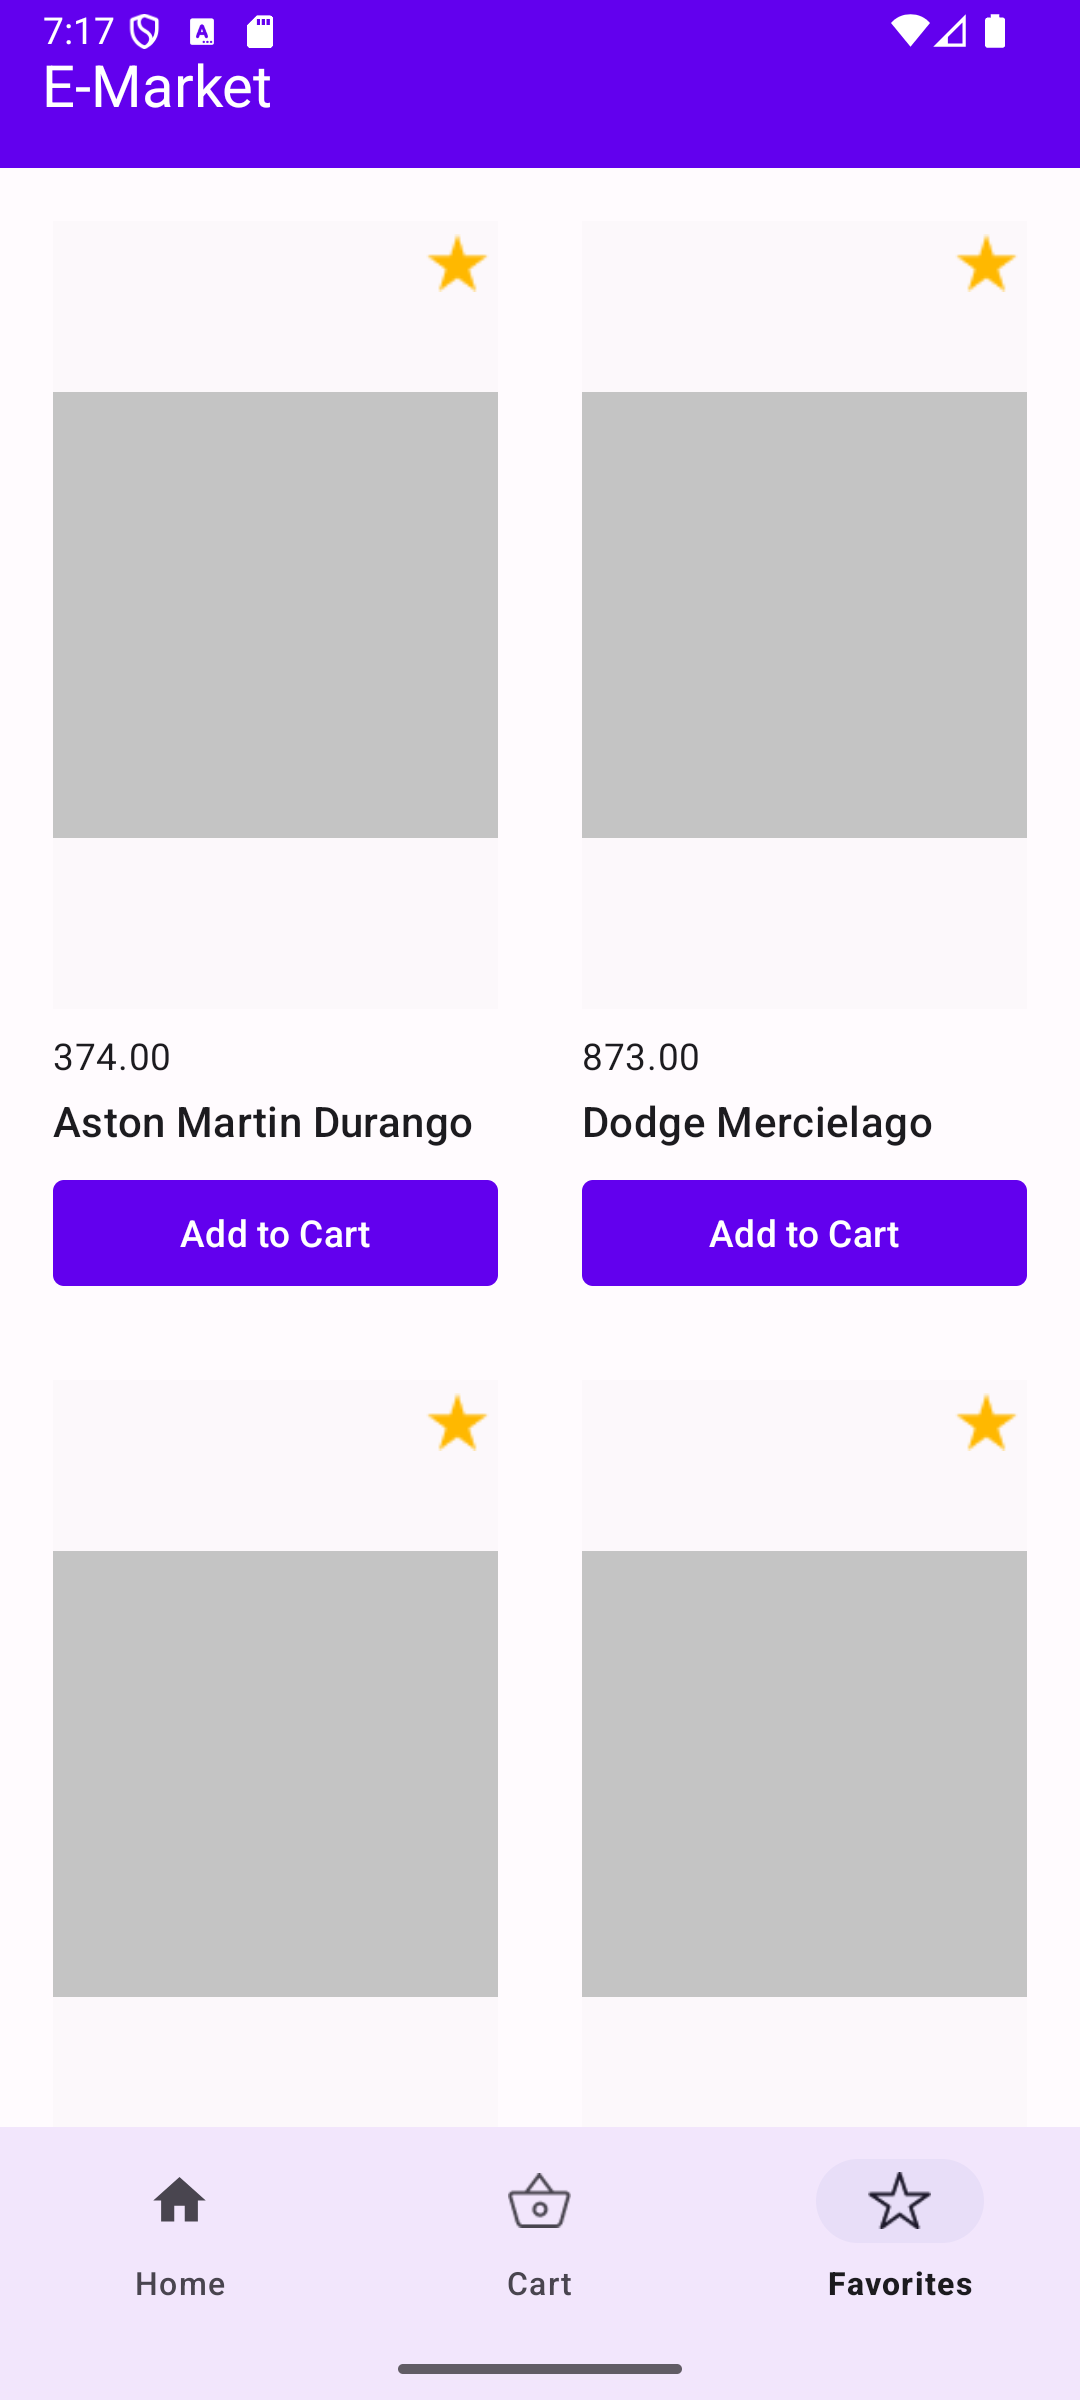 7:17
E-Market
374.00
873.00
Aston Martin Durango
Dodge Mercielago
Add to Cart
Add to Cart
Home
Cart
Favorites